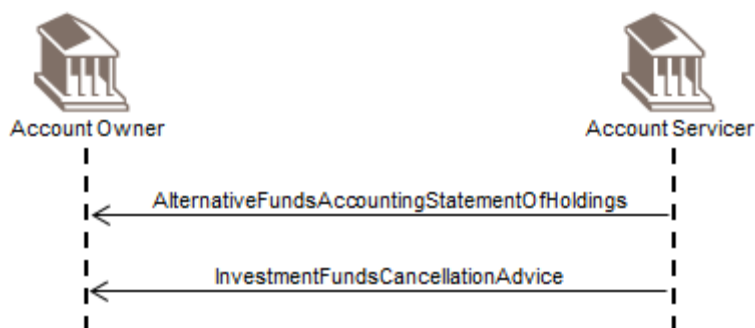 Account Owner
Account Servicer
AlternativeFundsAccountingStatementOfHoldings
InvestmentFundsCancellationAdvice